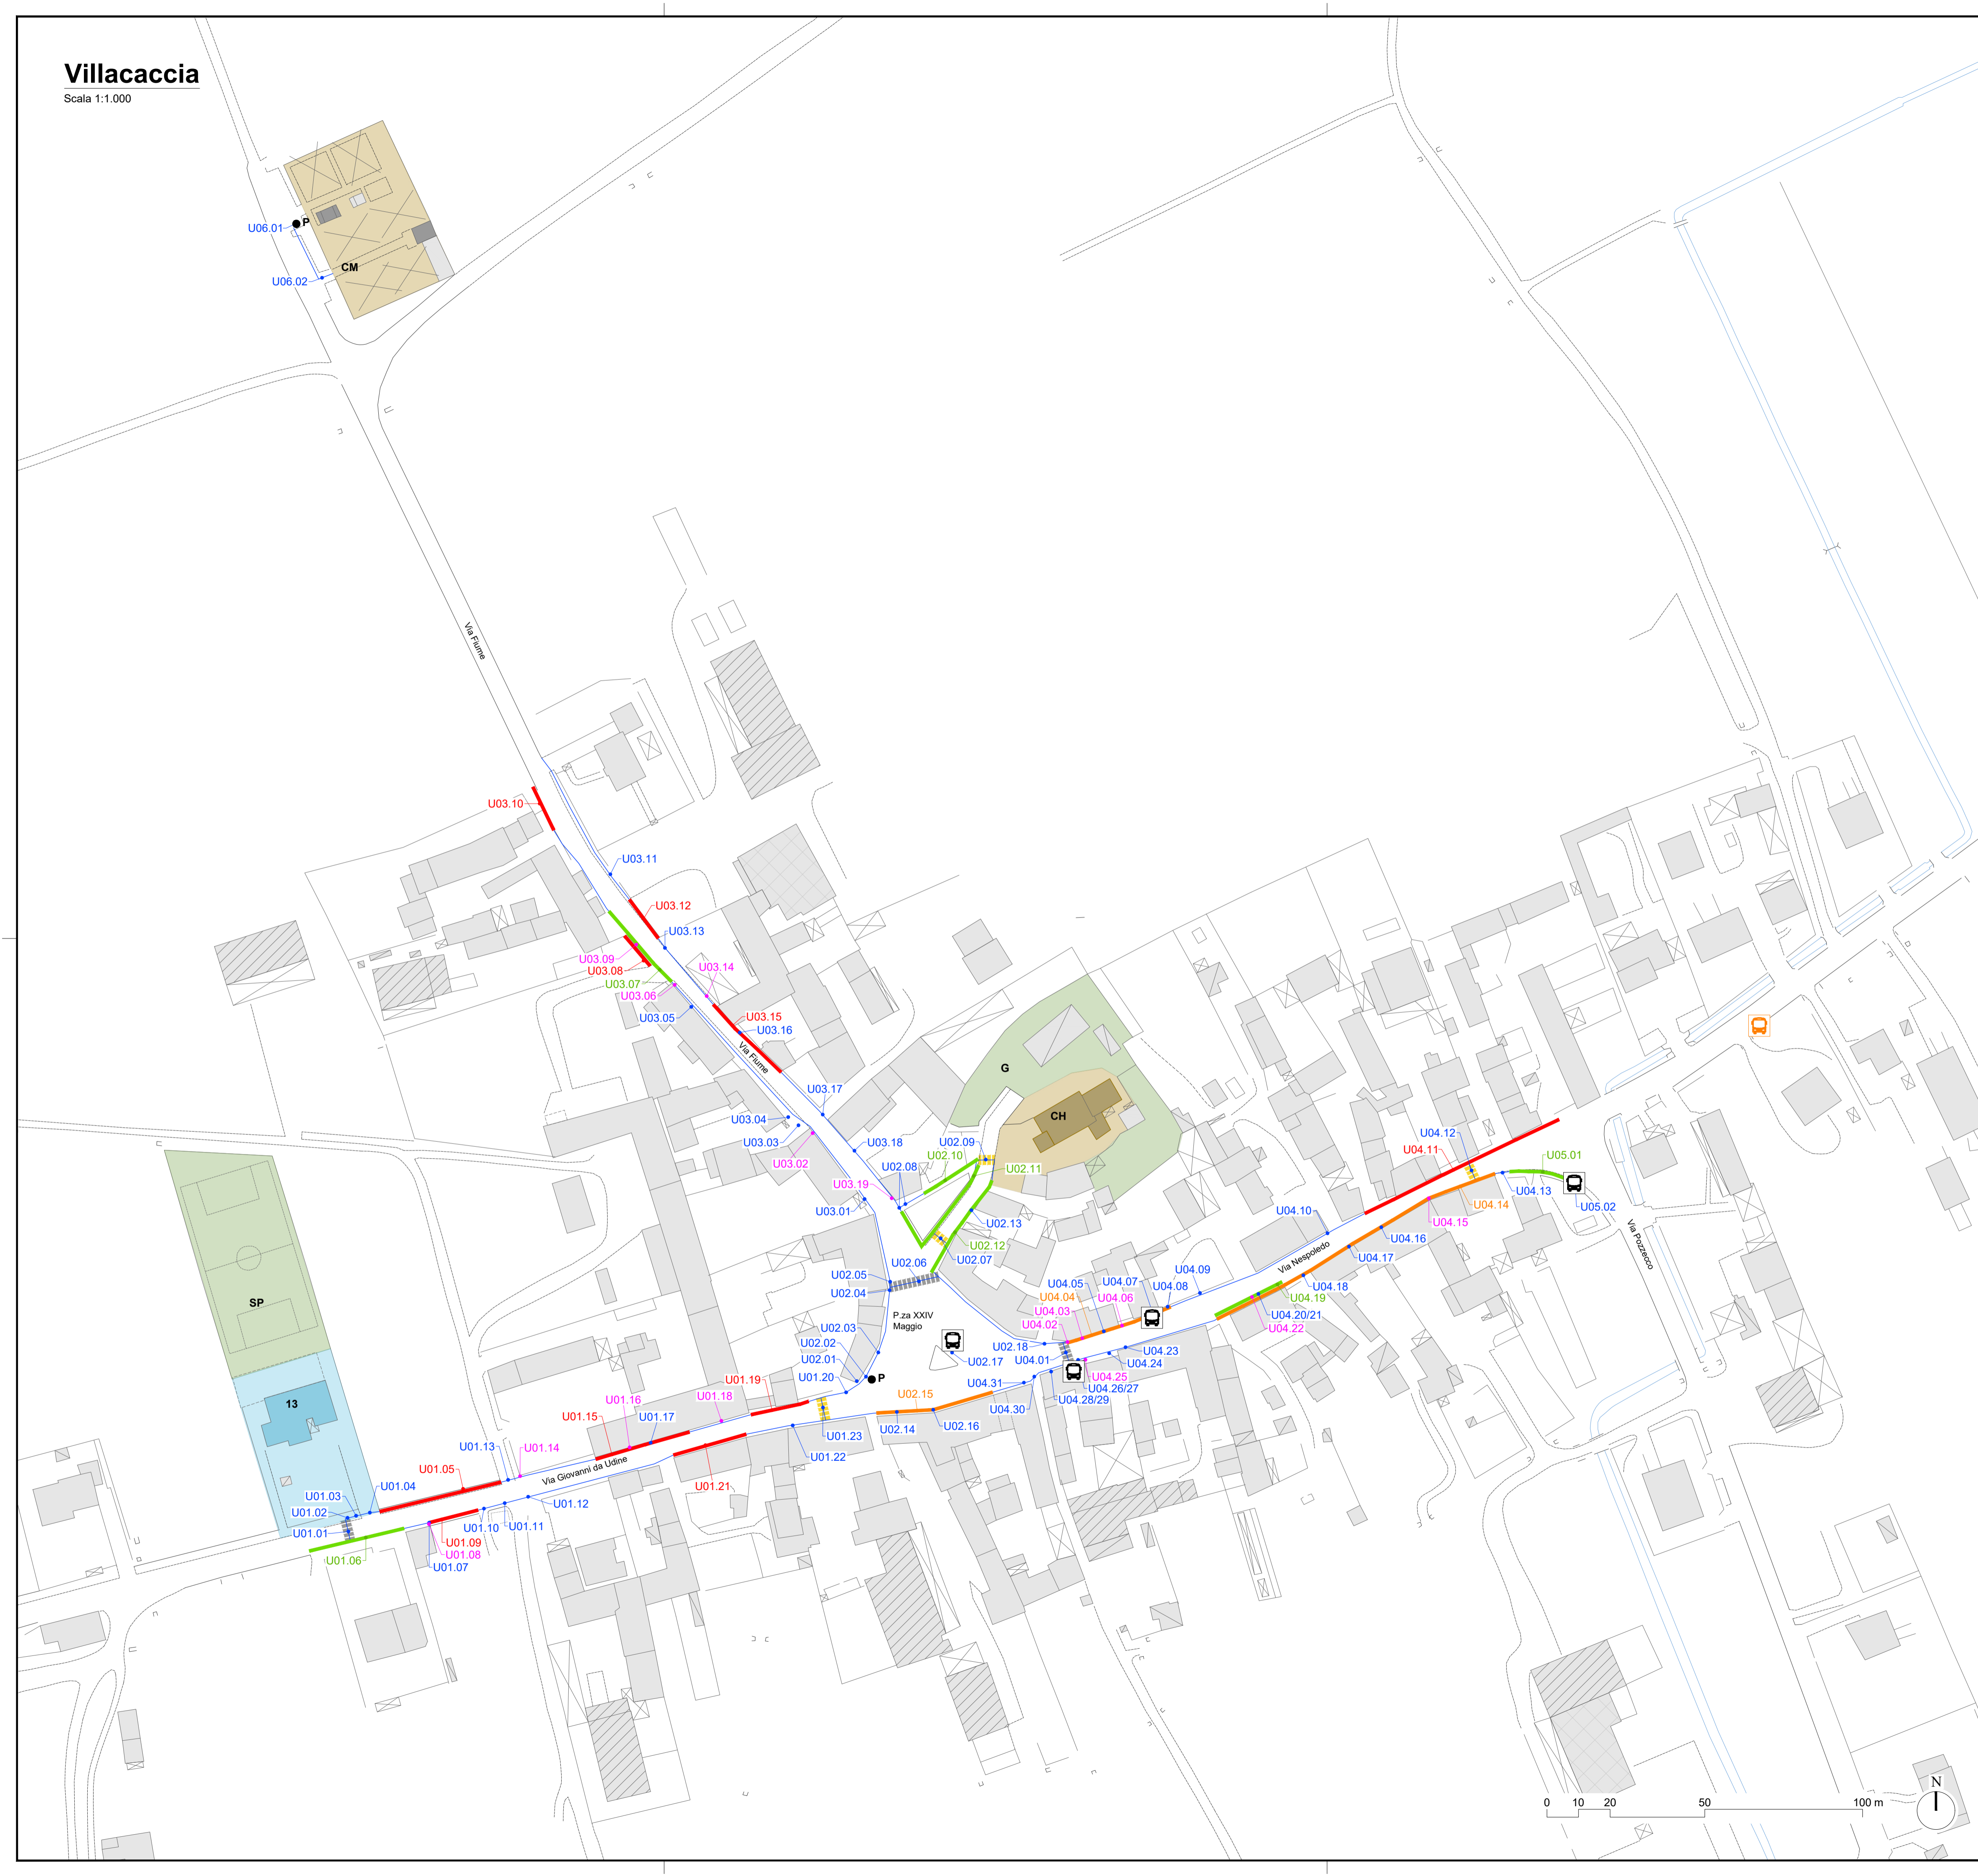 Villacaccia
Scala 1:1.000
U06.01
P
CM
U06.02
Via Fiume
U03.10
U03.11
U03.12
U03.13
U03.09
U03.08
U03.07
U03.06
U03.14
U03.05
U03.15
U03.16
Via Fiume
G
CH
U03.17
U03.04
U03.03
U03.02
U03.18
U02.09
U02.10
U02.08
U02.11
U03.19
U03.01
U02.13
U02.12
U02.07
U02.06
U02.05
U02.04
P.za XXIV
Maggio
U02.03
U02.02
U02.01
P
U02.17
U02.18
U04.12
U04.11
U05.01
U04.13
U04.14
U05.02
U04.15
U04.10
U04.16
U04.17
Via Nespoledo
Via Pozzecco
U04.18
U04.19
U04.20/21
U04.22
U04.09
U04.08
U04.07
U04.05
U04.04
U04.06
U04.03
U04.02
U04.01
U04.23
U04.24
U04.25
U04.26/27
U04.28/29
U04.31
U04.30
U02.15
U02.14
U02.16
U01.20
U01.19
U01.18
U01.16
U01.15
U01.17
U01.23
U01.22
U01.21
Via Giovanni da Udine
U01.14
U01.13
U01.12
U01.11
U01.10
U01.05
U01.04
U01.03
U01.02
U01.01
U01.06
U01.09
U01.08
U01.07
SP
13
0 10 20 50 100 m
N